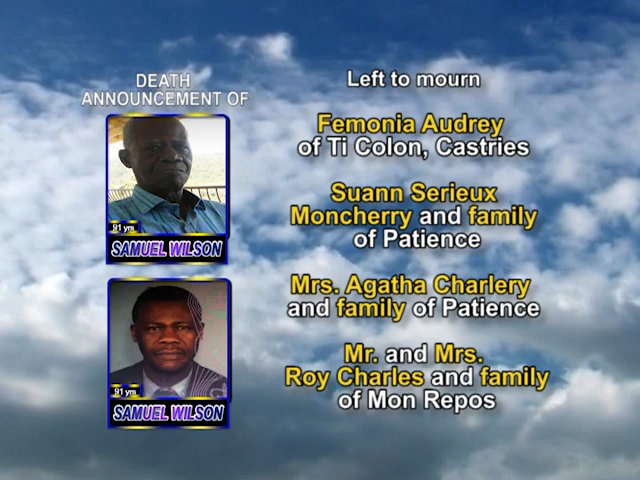 DEATH
ANNOUNCEMENT OF
91 yrs
SAMUEL WILSON
91 yrs
SAMUEL WILSON
Left to mourn
Femonia Audrey
of Ti Colon, Castries
Suann Serieux
Moncherry and family
of Patience
Mrs. Agatha Charlery
and family of Patience
Mr. and Mrs.
Roy Charles and family
of Mon Repos